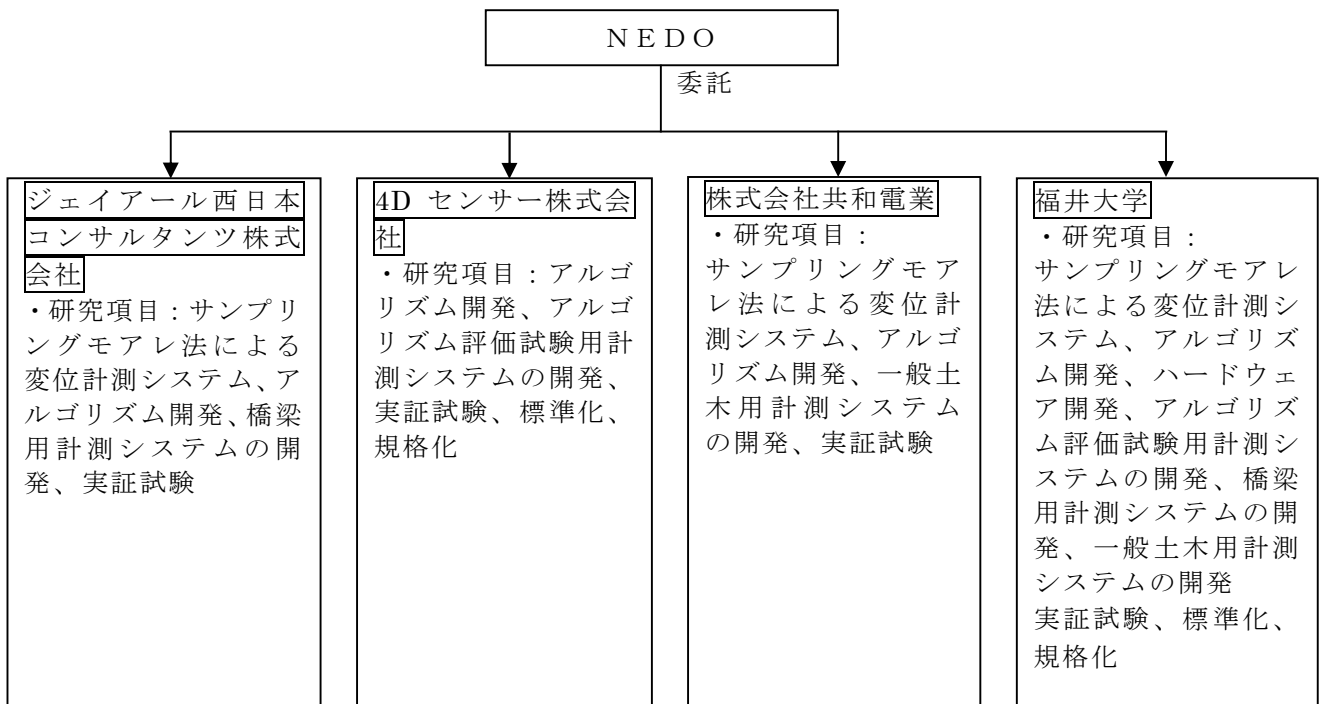 NEDO
委託
ジェイアール西日本
コンサルタンツ株式
会社
・研究項目：サンプリ
ングモアレ法による
変位計測システム、ア
ルゴリズム開発、橋梁
用計測システムの開
発、実証試験
4D センサー株式会
社
・研究項目：アルゴ
リズム開発、アルゴ
リズム評価試験用計
測システムの開発、
実証試験、標準化、
規格化
株式会社共和電業
・研究項目：
サンプリングモア
レ法による変位計
測システム、アルゴ
リズム開発、一般土
木用計測システム
の開発、実証試験
福井大学
・研究項目：
サンプリングモアレ
法による変位計測シ
ステム、アルゴリズ
ム開発、ハードウェ
ア開発、アルゴリズ
ム評価試験用計測シ
ステムの開発、橋梁
用計測システムの開
発、一般土木用計測
システムの開発
実証試験、標準化、
規格化